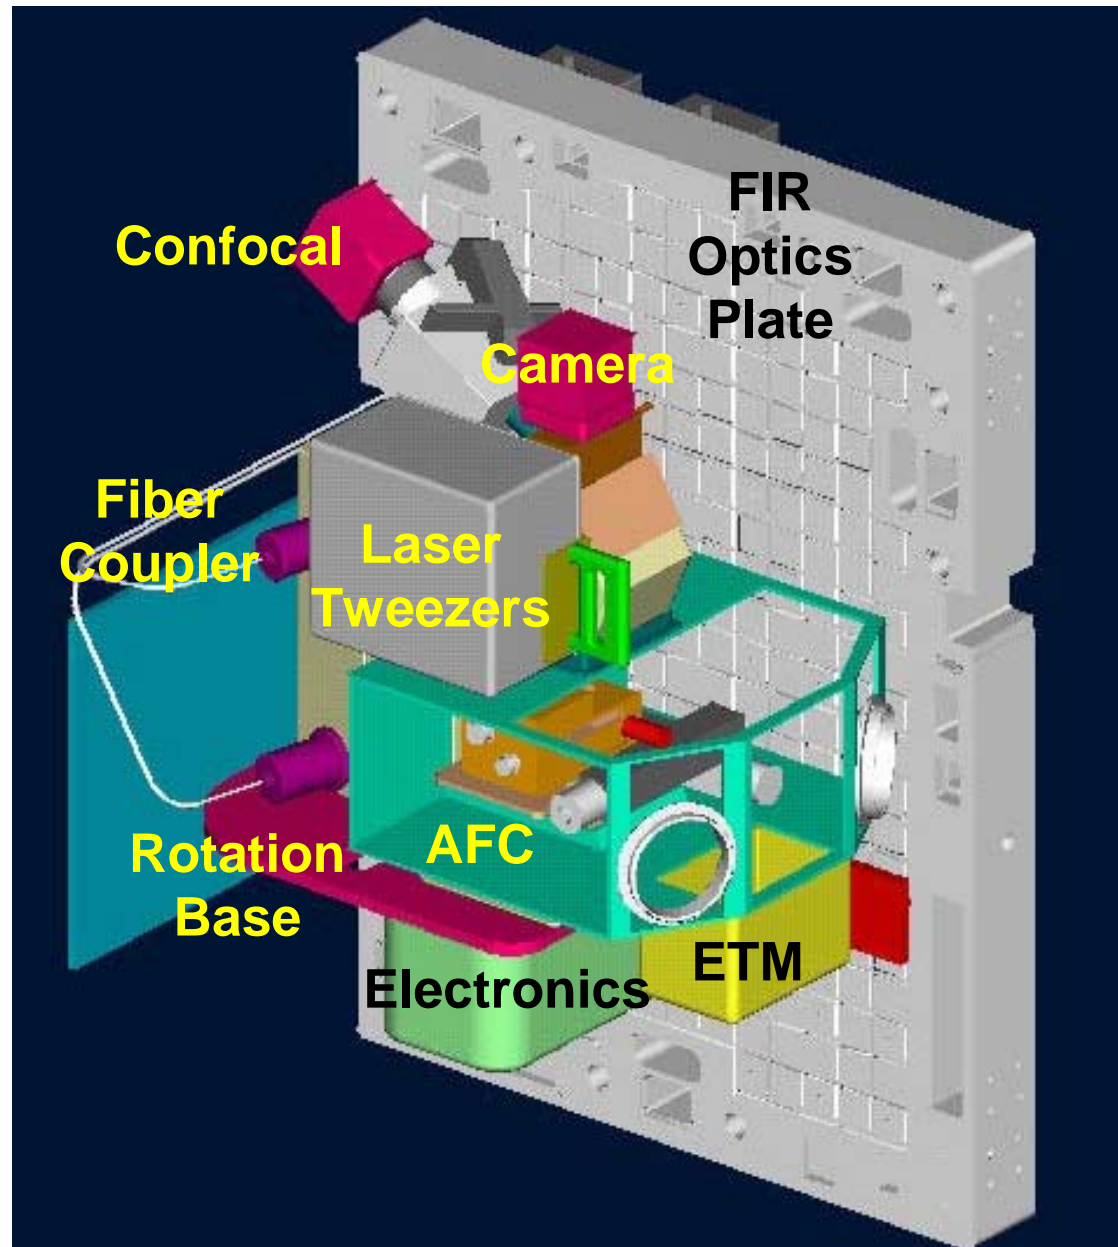 FIR
Optics
Plate
Confocal
Camera
Fiber
Coupler
Laser
Tweezers
Rotation
Base
AFC
ETM
Electronics